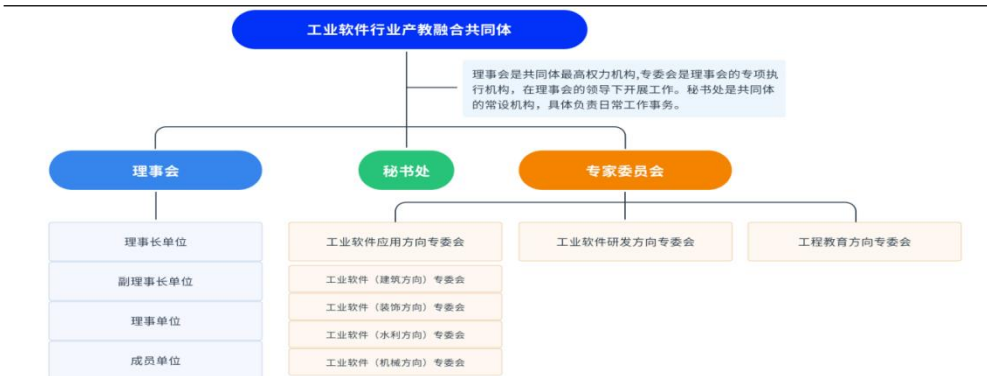 工业软件行业产教融合共同体
理事会是共同体最高权力机构,专委会是理事会的专项执
行机构，在理事会的领导下开展工作。秘书处是共同体
的常设机构，具体负责日常工作事务。
理事会
秘书处
专家委员会
理事长单位
副理事长单位
理事单位
成员单位
工业软件应用方向专委会
工业软件（建筑方向）专委会
工业软件（装饰方向）专委会
工业软件（水利方向）专委会
工业软件（机械方向）专委会
工业软件研发方向专委会
工程教育方向专委会